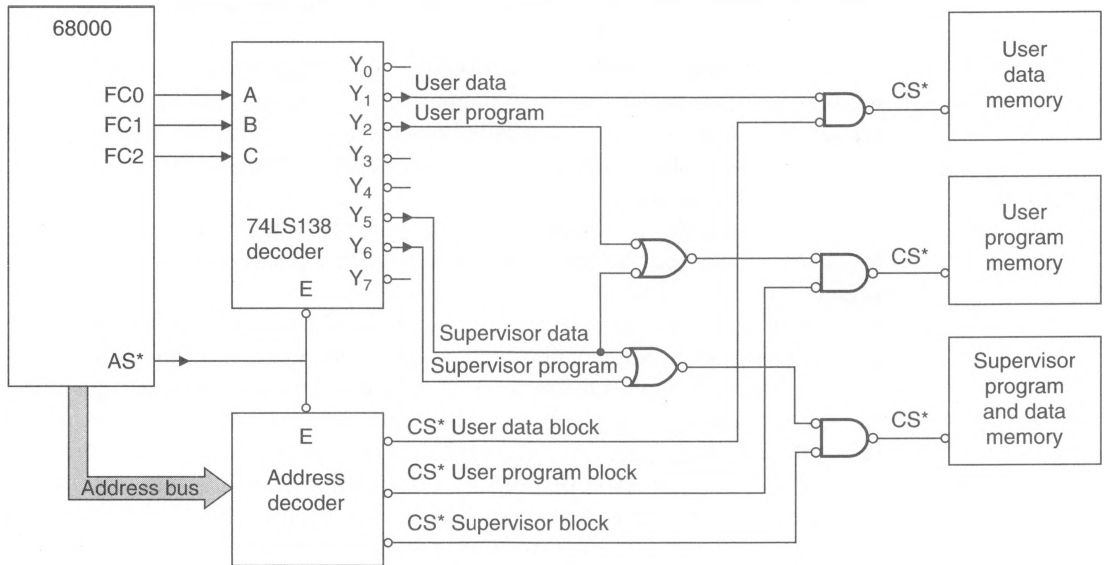 68000
FC0
FC1
FC2
AS*
A
B
C
74LS138
decoder
E
Y0
Y1
Y2
Y3
Y4
Y5
Y6
Y7
User data
User program
Supervisor data
Supervisor program
E
Address
decoder
Address bus
CS* User data block
CS* User program block
CS* Supervisor block
CS*
User
data
memory
CS*
User
program
memory
CS*
Supervisor
program
and data
memory